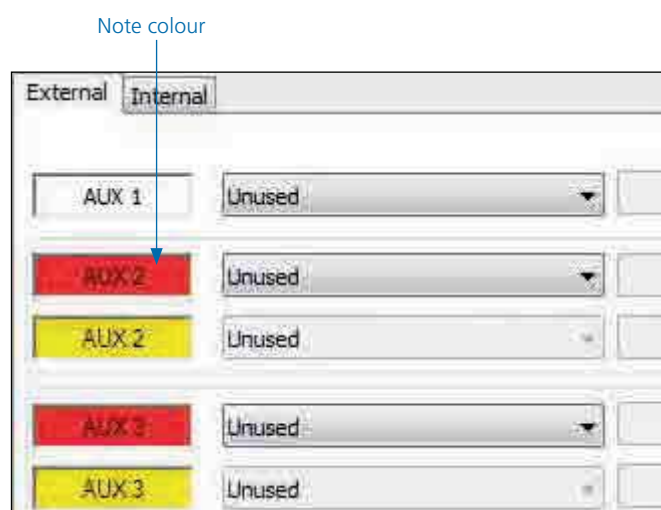 Note colour
External Internal
AUX 1 Unused
AUX 2 Unused
AUX 2 Unused
AUX 3 Unused
AUX 3 Unused